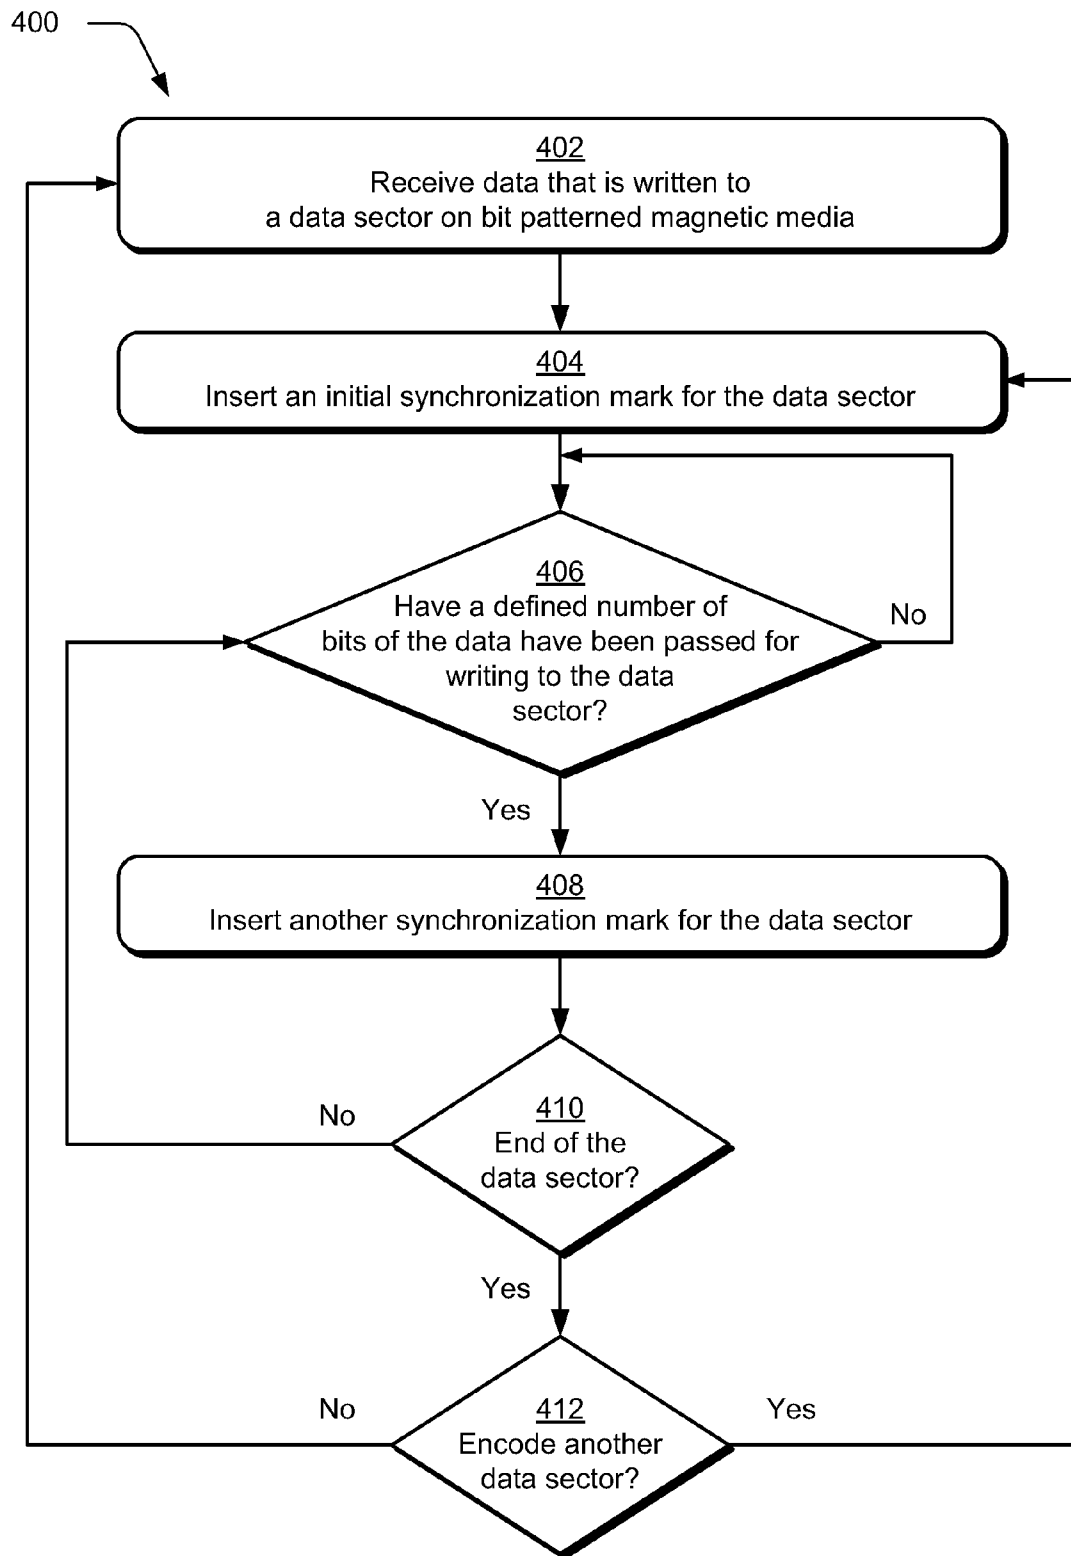 400
402
Receive data that is written to
a data sector on bit patterned magnetic media
404
Insert an initial synchronization mark for the data sector
406
Have a defined number of
bits of the data have been passed for
writing to the data
sector?
No
Yes
408
Insert another synchronization mark for the data sector
410
End of the
data sector?
No
Yes
412
Encode another
data sector?
No
Yes